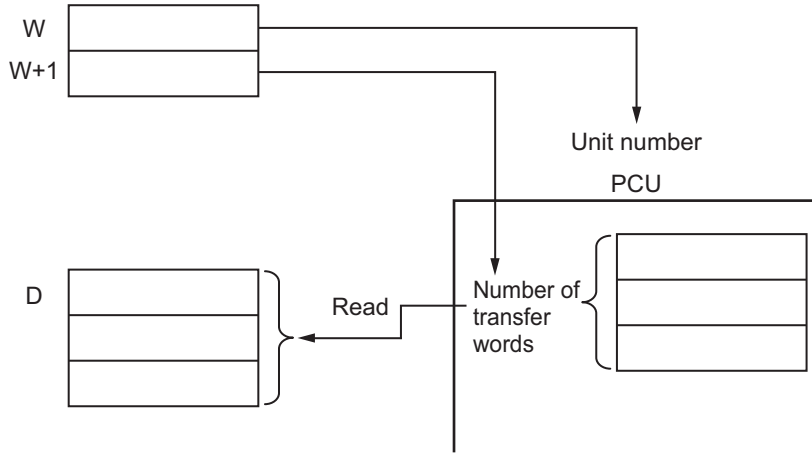 W
W+1
Unit number
PCU
D
Read
Number of
transfer
words